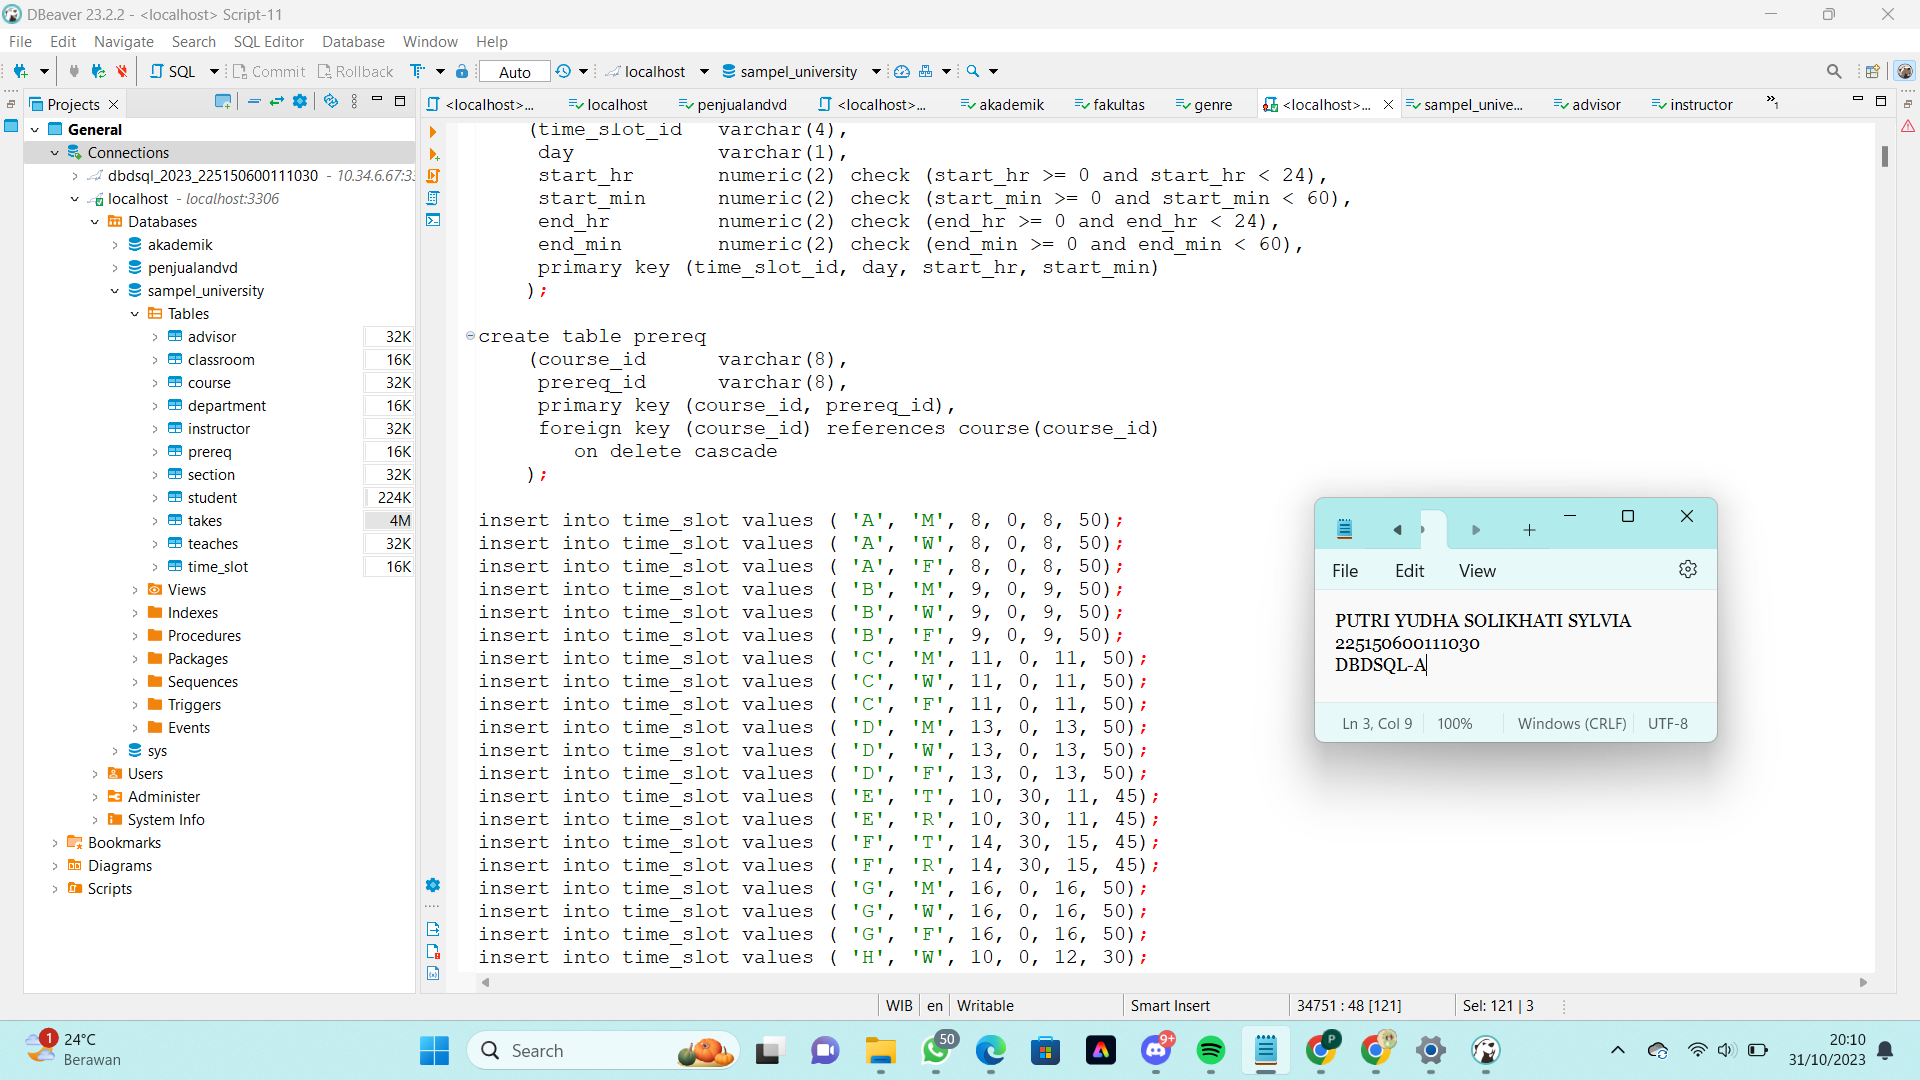 DBeaver 23.2.2 - <localhost> Script-11
File Edit Navigate Search SQL Editor Database Window Help
SQL Commit Rollback Auto localhost sampel_university
Projects
<localhost>... localhost penjualandvd <localhost>... akademik fakultas genre <localhost>... sampel_unive... advisor instructor »1
General
Connections
dbdsql_2023_225150600111030 - 10.34.6.67:33
localhost - localhost:3306
Databases
akademik
penjualandvd
sampel_university
Tables
advisor 32K
classroom 16K
course 32K
department 16K
instructor 32K
prereq 16K
section 32K
student 224K
takes 4M
teaches 32K
time_slot 16K
Views
Indexes
Procedures
Packages
Sequences
Triggers
Events
sys
Users
Administer
System Info
Bookmarks
Diagrams
Scripts
(time_slot_id varchar(4),
day varchar(1),
start_hr numeric(2) check (start_hr >= 0 and start_hr < 24),
start_min numeric(2) check (start_min >= 0 and start_min < 60),
end_hr numeric(2) check (end_hr >= 0 and end_hr < 24),
end_min numeric(2) check (end_min >= 0 and end_min < 60),
primary key (time_slot_id, day, start_hr, start_min)
);
create table prereq
(course_id varchar(8),
prereq_id varchar(8),
primary key (course_id, prereq_id),
foreign key (course_id) references course(course_id)
on delete cascade
);
insert into time_slot values ( 'A', 'M', 8, 0, 8, 50);
insert into time_slot values ( 'A', 'W', 8, 0, 8, 50);
insert into time_slot values ( 'A', 'F', 8, 0, 8, 50);
insert into time_slot values ( 'B', 'M', 9, 0, 9, 50);
insert into time_slot values ( 'B', 'W', 9, 0, 9, 50);
insert into time_slot values ( 'B', 'F', 9, 0, 9, 50);
insert into time_slot values ( 'C', 'M', 11, 0, 11, 50);
insert into time_slot values ( 'C', 'W', 11, 0, 11, 50);
insert into time_slot values ( 'C', 'F', 11, 0, 11, 50);
insert into time_slot values ( 'D', 'M', 13, 0, 13, 50);
insert into time_slot values ( 'D', 'W', 13, 0, 13, 50);
insert into time_slot values ( 'D', 'F', 13, 0, 13, 50);
insert into time_slot values ( 'E', 'T', 10, 30, 11, 45);
insert into time_slot values ( 'E', 'R', 10, 30, 11, 45);
insert into time_slot values ( 'F', 'T', 14, 30, 15, 45);
insert into time_slot values ( 'F', 'R', 14, 30, 15, 45);
insert into time_slot values ( 'G', 'M', 16, 0, 16, 50);
insert into time_slot values ( 'G', 'W', 16, 0, 16, 50);
insert into time_slot values ( 'G', 'F', 16, 0, 16, 50);
insert into time_slot values ( 'H', 'W', 10, 0, 12, 30);
File Edit View
PUTRI YUDHA SOLIKHATI SYLVIA
225150600111030
DBDSQL-A
Ln 3, Col 9 100% Windows (CRLF) UTF-8
WIB en Writable Smart Insert 34751 : 48 [121] Sel: 121 | 3
1 24°C
Berawan
Search
50
9+
P
20:10
31/10/2023